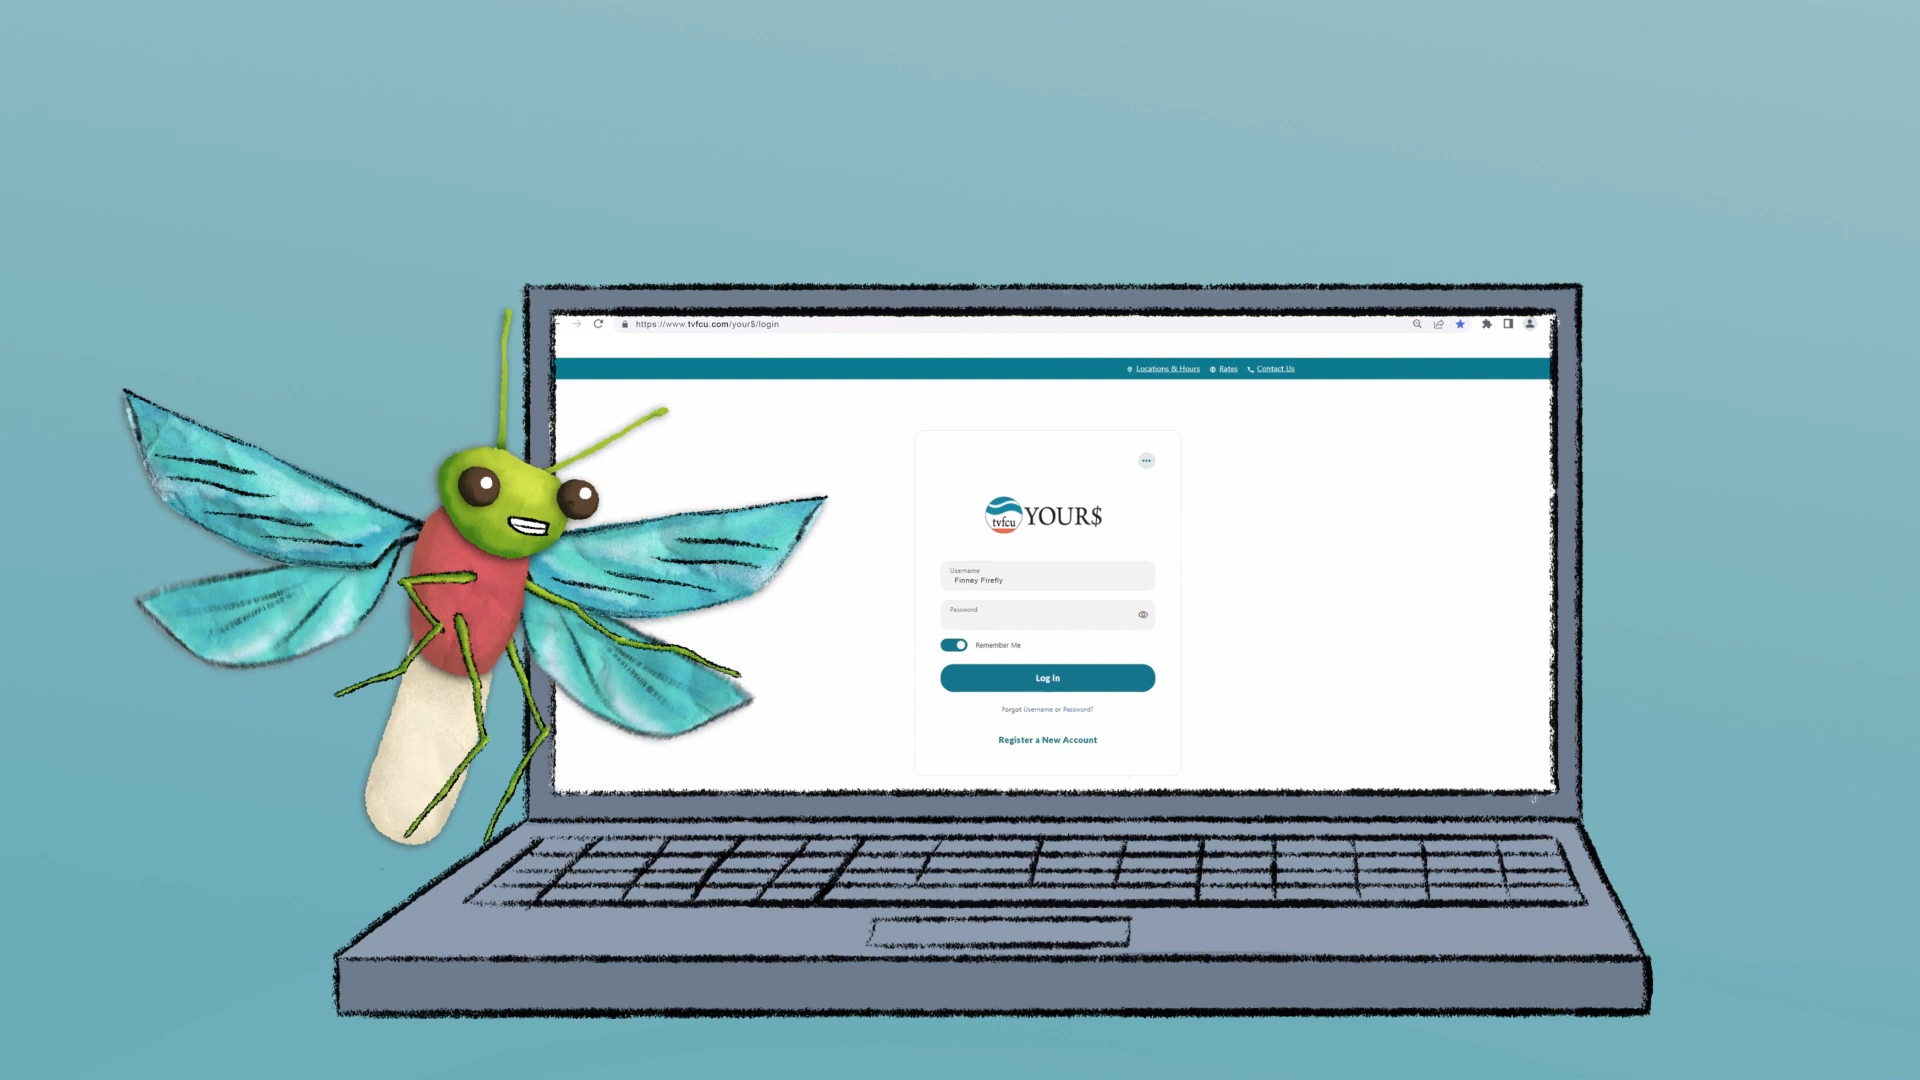 https://www.tvfcu.com/your$/login
Locations & Hours Rates Contact Us
tvfcu YOUR$
Username
Finney Firefly
Password
Remember Me
Log in
Forgot Username or Password?
Register a New Account